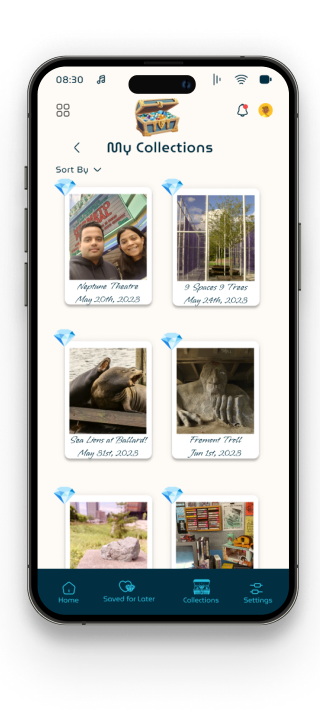 08:30
My Collections
Sort By
Neptune Theatre
May 20th, 2023
9 Spaces 9 Trees
May 24th, 2023
Sea Lions at Ballard!
May 31st, 2023
Fremont Troll
Jan 1st, 2023
Home
Saved for Later
Collections
Settings